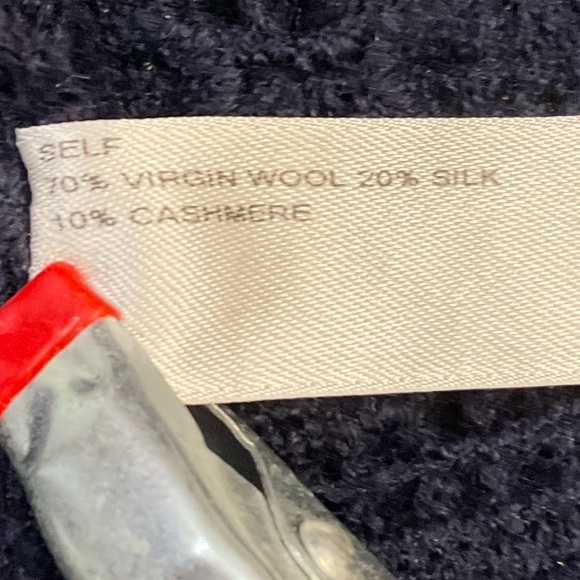 SELF
70% VIRGIN WOOL 20% SILK
10% CASHMERE